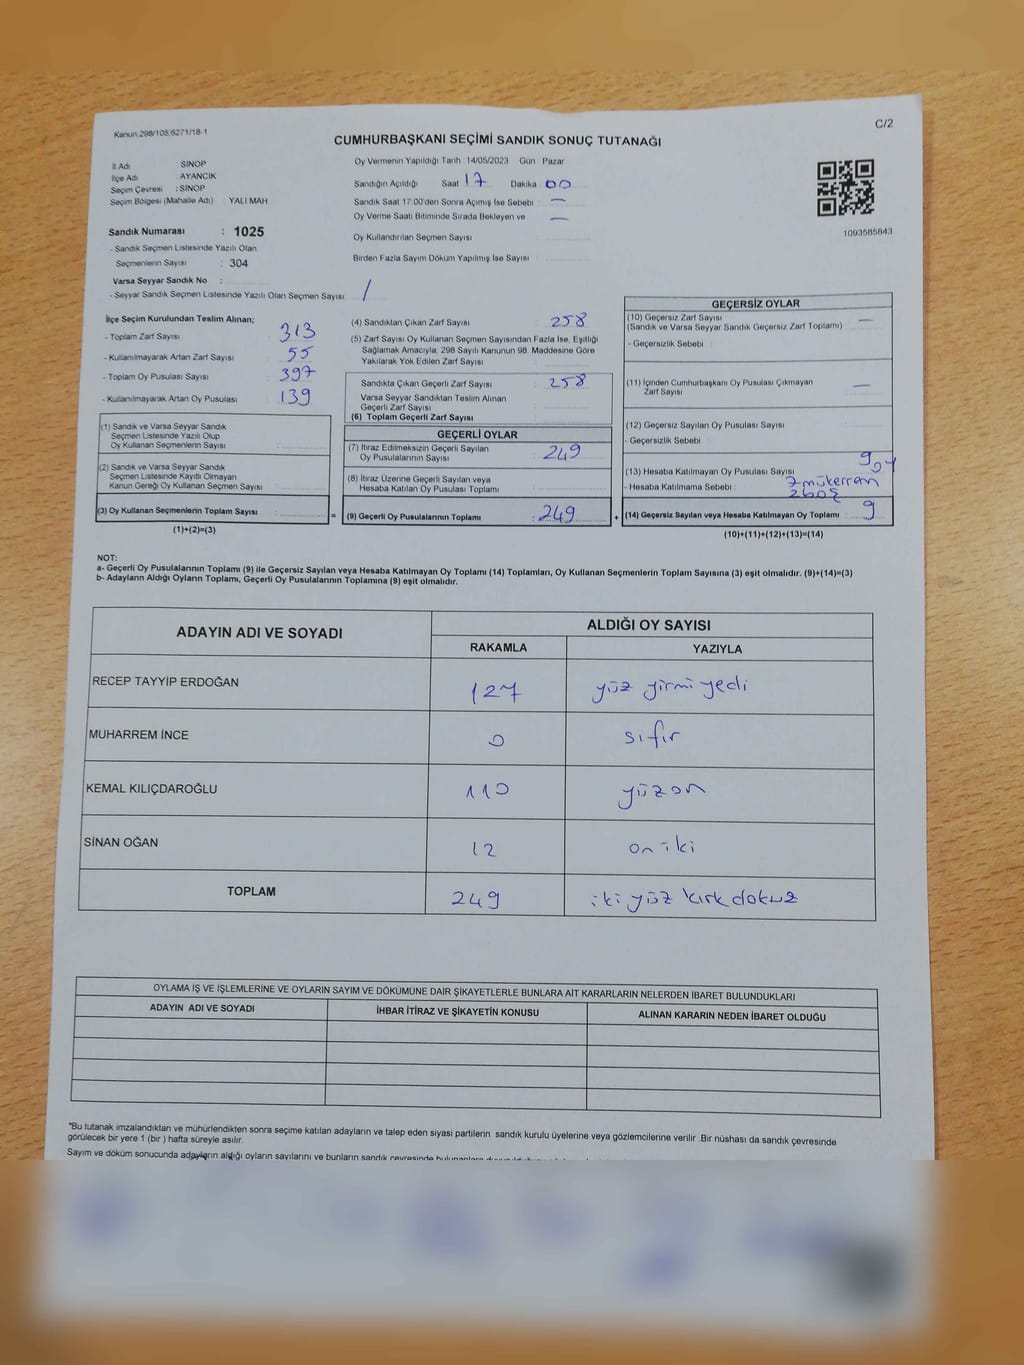 Kanun.298/105,6271/18-1
C/2
CUMHURBAŞKANI SEÇİMİ SANDIK SONUÇ TUTANAĞI
İl Adı : SİNOP
İlçe Adı : AYANCIK
Seçim Çevresi : SİNOP
Seçim Bölgesi (Mahalle Adı) YALI MAH
Oy Vermenin Yapıldığı Tarih 14/05/2023 Gün Pazar
Sandığın Açıldığı Saat 17 Dakika 00
Sandık Saat 17:00'den Sonra Açımış İse Sebebi —
Oy Verme Saati Bitiminde Sırada Bekleyen ve —
Oy Kullandırılan Seçmen Sayısı
Birden Fazla Sayım Döküm Yapılmış İse Sayısı
1093585843
Sandık Numarası : 1025
- Sandık Seçmen Listesinde Yazılı Olan
Seçmenlerin Sayısı : 304
Varsa Seyyar Sandık No :
- Seyyar Sandık Seçmen Listesinde Yazılı Olan Seçmen Sayısı /
İlçe Seçim Kurulundan Teslim Alınan;
- Toplam Zarf Sayısı 313
- Kullanılmayarak Artan Zarf Sayısı 55
- Toplam Oy Pusulası Sayısı 397
- Kullanılmayarak Artan Oy Pusulası 139
(1) Sandık ve Varsa Seyyar Sandık
Seçmen Listesinde Yazılı Olup
Oy Kullanan Seçmenlerin Sayısı
(2) Sandık ve Varsa Seyyar Sandık
Seçmen Listesinde Kayıtlı Olmayan
Kanun Gereği Oy Kullanan Seçmen Sayısı
(3) Oy Kullanan Seçmenlerin Toplam Sayısı :
(1)+(2)=(3)
(4) Sandıktan Çıkan Zarf Sayısı 258
(5) Zarf Sayısı Oy Kullanan Seçmen Sayısından Fazla İse, Eşitliği
Sağlamak Amacıyla, 298 Sayılı Kanunun 98. Maddesine Göre
Yakılarak Yok Edilen Zarf Sayısı
Sandıkta Çıkan Geçerli Zarf Sayısı 258
Varsa Seyyar Sandıktan Teslim Alınan
Geçerli Zarf Sayısı
(6) Toplam Geçerli Zarf Sayısı
GEÇERLİ OYLAR
(7) İtiraz Edilmeksizin Geçerli Sayılan
Oy Pusulalarının Sayısı 249
(8) İtiraz Üzerine Geçerli Sayılan veya
Hesaba Katılan Oy Pusulası Toplamı
= (9) Geçerli Oy Pusulalarının Toplamı 249
GEÇERSİZ OYLAR
(10) Geçersiz Zarf Sayısı —
(Sandık ve Varsa Seyyar Sandık Geçersiz Zarf Toplamı)
- Geçersizlik Sebebi :
(11) İçinden Cumhurbaşkanı Oy Pusulası Çıkmayan —
Zarf Sayısı
(12) Geçersiz Sayılan Oy Pusulası Sayısı
- Geçersizlik Sebebi :
(13) Hesaba Katılmayan Oy Pusulası Sayısı 9 oy
- Hesaba Katılmama Sebebi : 7 mükerrem
2 boş
+ (14) Geçersiz Sayılan veya Hesaba Katılmayan Oy Toplamı 9
(10)+(11)+(12)+(13)=(14)
NOT:
a- Geçerli Oy Pusulalarının Toplamı (9) ile Geçersiz Sayılan veya Hesaba Katılmayan Oy Toplamı (14) Toplamları, Oy Kullanan Seçmenlerin Toplam Sayısına (3) eşit olmalıdır. (9)+(14)=(3)
b- Adayların Aldığı Oyların Toplamı, Geçerli Oy Pusulalarının Toplamına (9) eşit olmalıdır.
ADAYIN ADI VE SOYADI
ALDIĞI OY SAYISI
RAKAMLA YAZIYLA
RECEP TAYYİP ERDOĞAN 127 yüz yirmi yedi
MUHARREM İNCE 0 sıfır
KEMAL KILIÇDAROĞLU 110 yüzon
SİNAN OĞAN 12 on iki
TOPLAM 249 iki yüz kırk dokuz
OYLAMA İŞ VE İŞLEMLERİNE VE OYLARIN SAYIM VE DÖKÜMÜNE DAİR ŞİKAYETLERLE BUNLARA AİT KARARLARIN NELERDEN İBARET BULUNDUKLARI
ADAYIN ADI VE SOYADI İHBAR İTİRAZ VE ŞİKAYETİN KONUSU ALINAN KARARIN NEDEN İBARET OLDUĞU
*Bu tutanak imzalandıktan ve mühürlendikten sonra seçime katılan adayların ve talep eden siyasi partilerin sandık kurulu üyelerine veya gözlemcilerine verilir .Bir nüshası da sandık çevresinde
görülecek bir yere 1 (bir ) hafta süreyle asılır.
Sayım ve döküm sonucunda adayların aldığı oyların sayılarını ve bunların sandık çevresinde